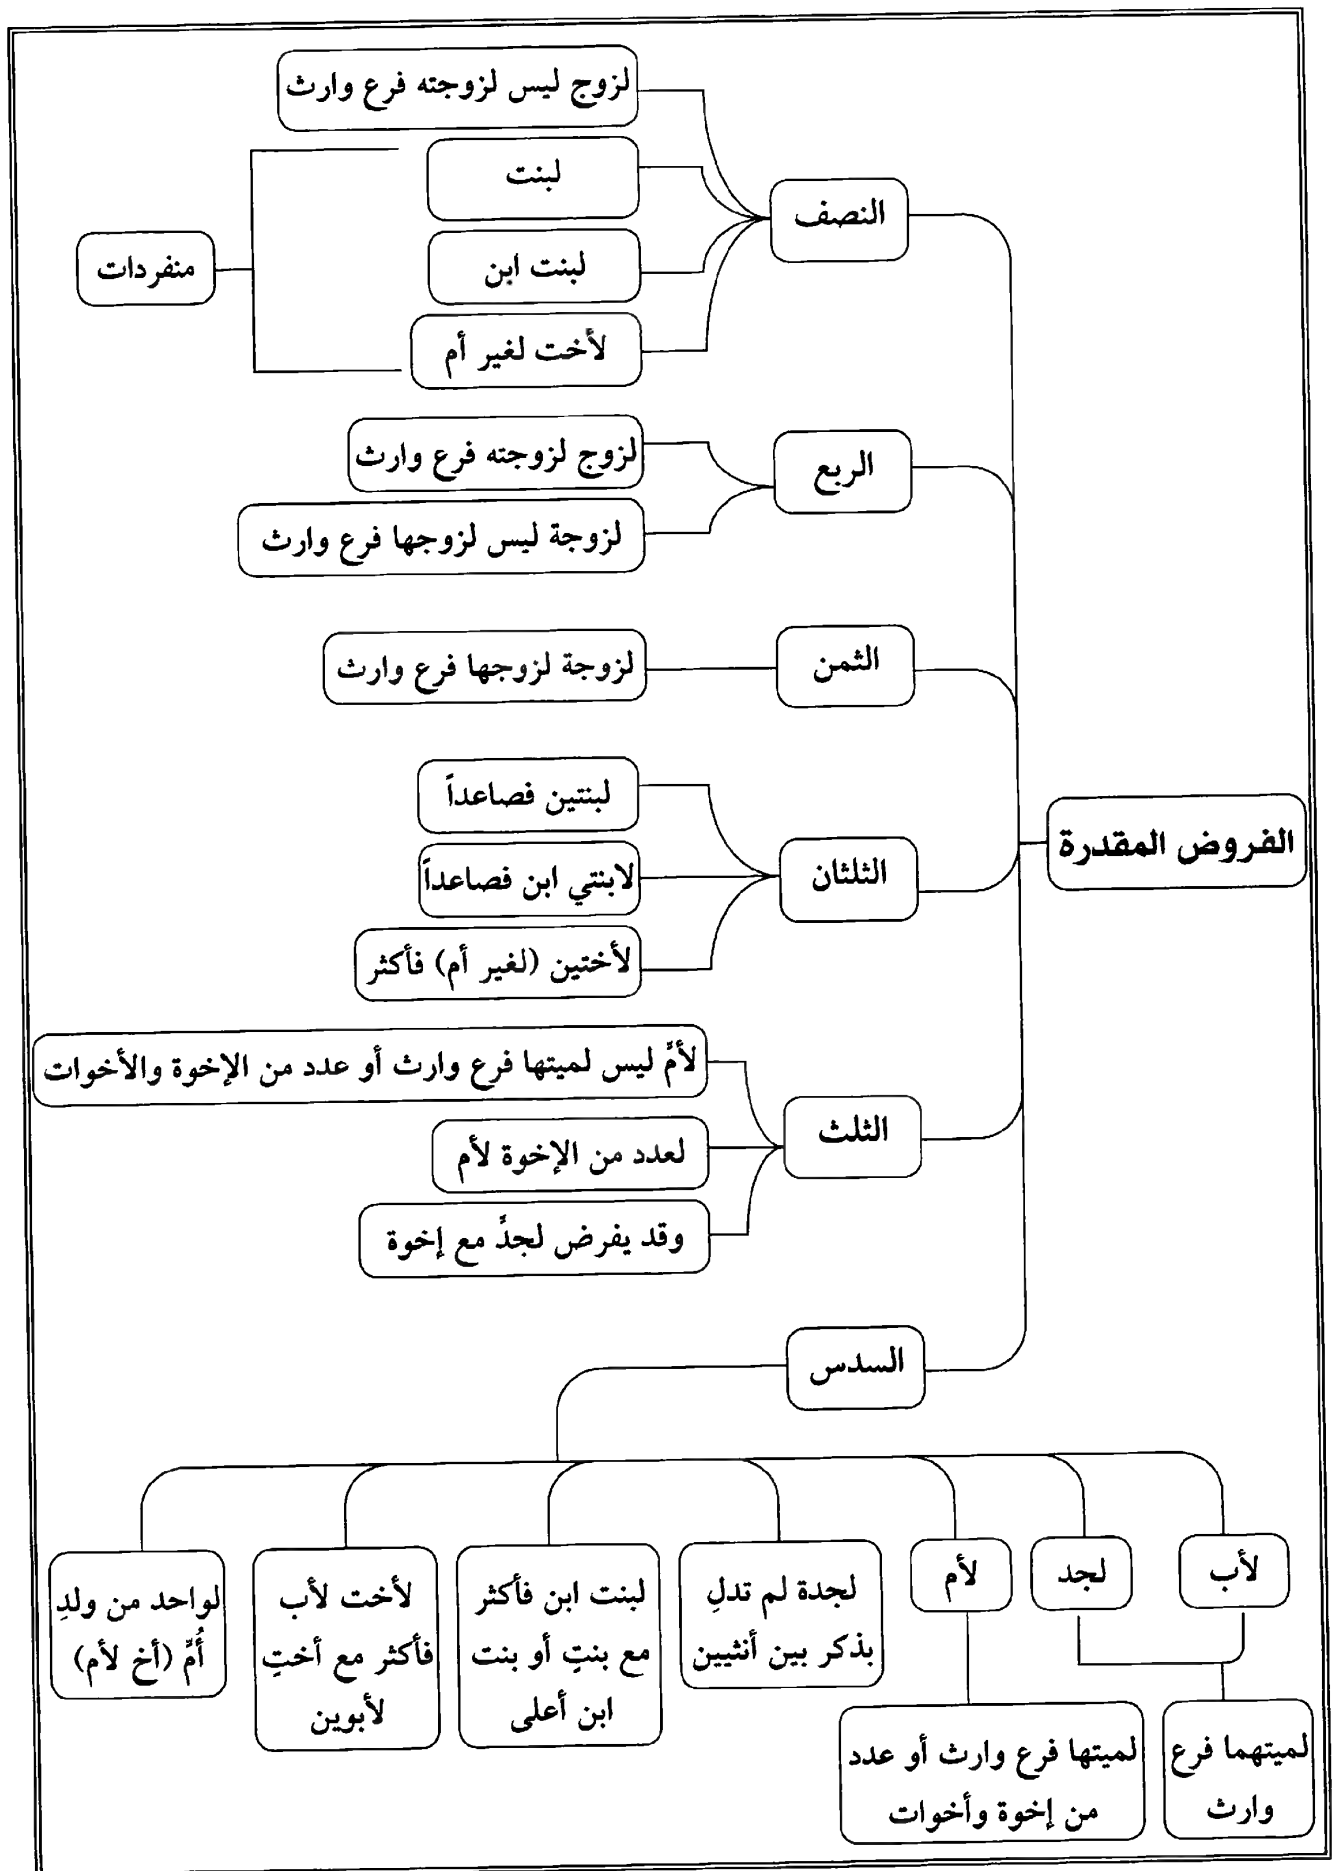 الفروض المقدرة
النصف
لزوج ليس لزوجته فرع وارث
لبنت
لبنت ابن
لأخت لغير أم
منفردات
الربع
لزوج لزوجته فرع وارث
لزوجة ليس لزوجها فرع وارث
الثمن
لزوجة لزوجها فرع وارث
الثلثان
لبنتين فصاعداً
لابنتي ابن فصاعداً
لأختين (لغير أم) فأكثر
الثلث
لأمٍّ ليس لميتها فرع وارث أو عدد من الإخوة والأخوات
لعدد من الإخوة لأم
وقد يفرض لجدٍّ مع إخوة
السدس
لأب
لجد
لميتهما فرع
وارث
لأم
لميتها فرع وارث أو عدد
من إخوة وأخوات
لجدة لم تدلِ
بذكر بين أنثيين
لبنت ابن فأكثر
مع بنتٍ أو بنت
ابن أعلى
لأخت لأب
فأكثر مع أختٍ
لأبوين
لواحد من ولدِ
أُمٍّ (أخ لأم)